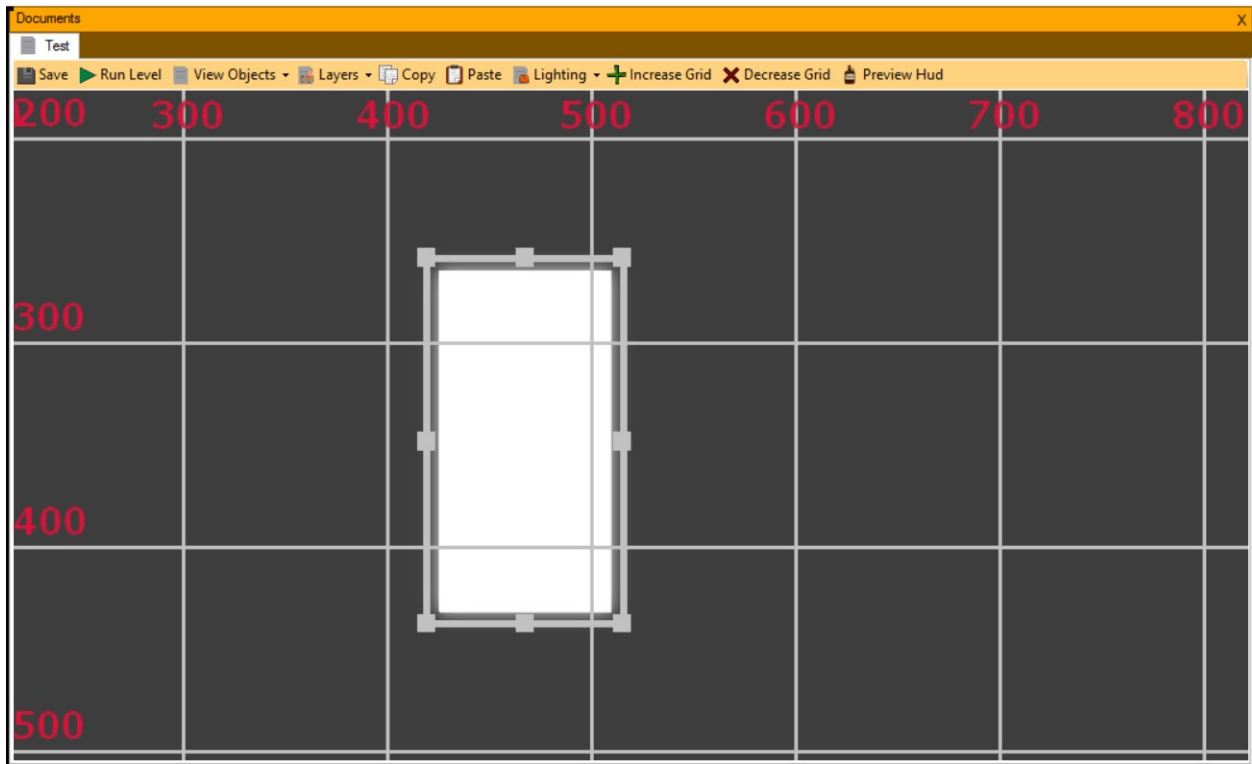 Documents X
Test
Save Run Level View Objects Layers Copy Paste Lighting Increase Grid Decrease Grid Preview Hud
200 300 400 500 600 700 800
300
400
500